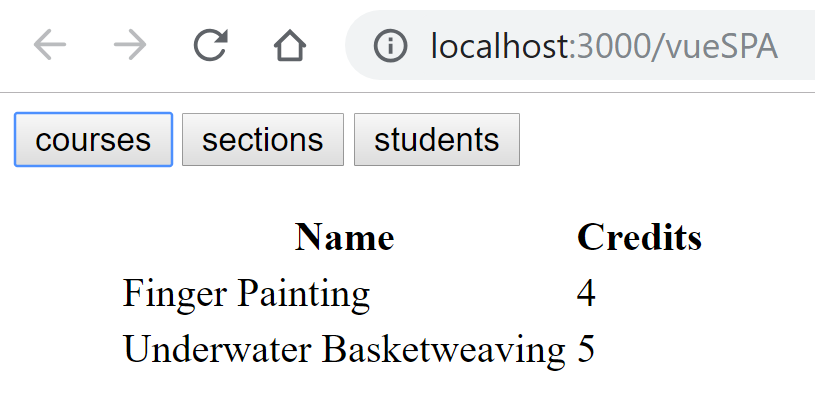 localhost:3000/vueSPA
courses sections students
Name Credits
Finger Painting 4
Underwater Basketweaving 5